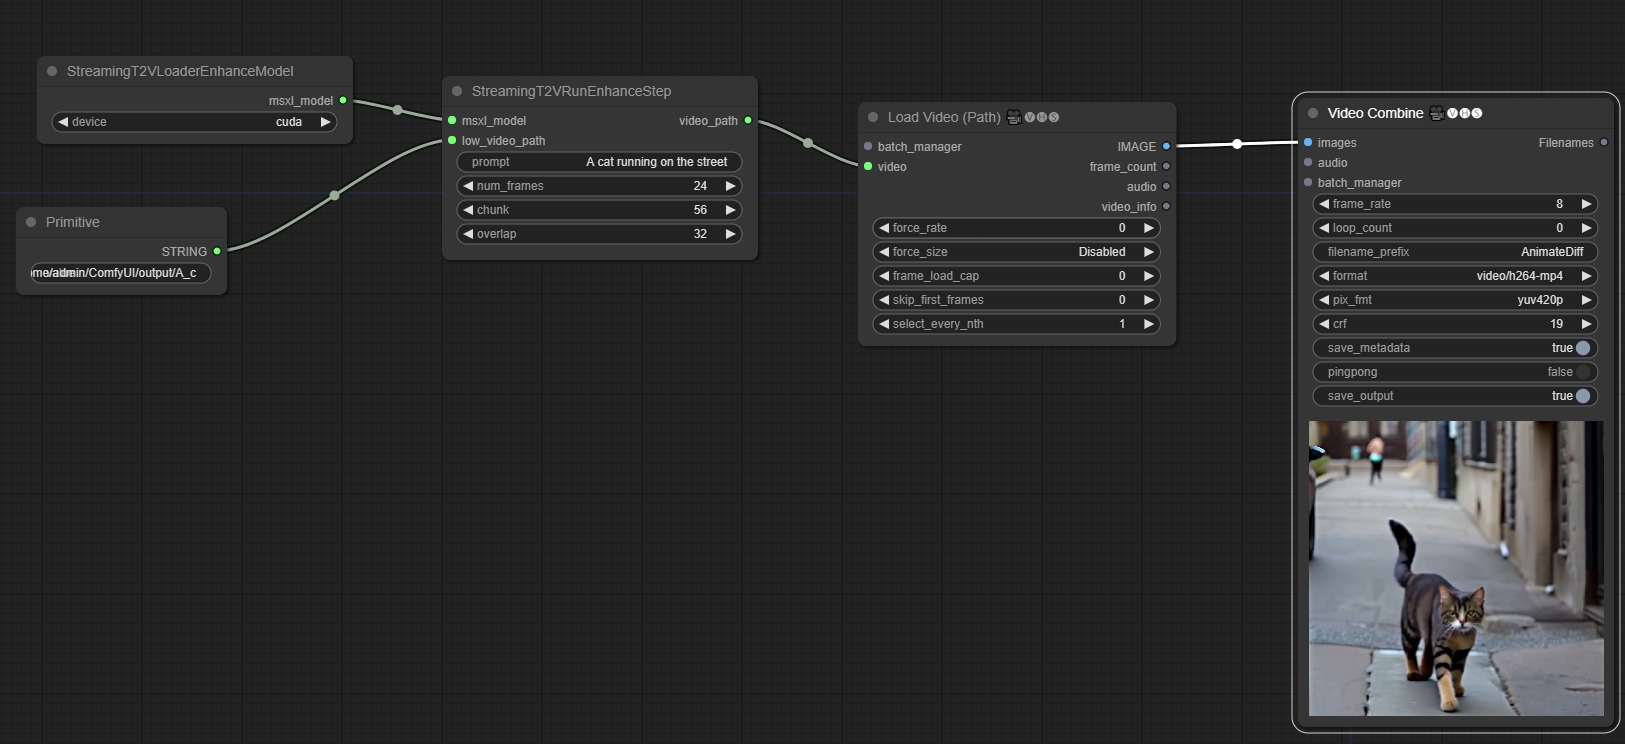 StreamingT2VLoaderEnhanceModel
msxl_model
device cuda
Primitive
STRING
me/admin/ComfyUI/output/A_c
StreamingT2VRunEnhanceStep
msxl_model video_path
low_video_path
prompt A cat running on the street
num_frames 24
chunk 56
overlap 32
Load Video (Path) 🎥🅥🅗🅢
batch_manager IMAGE
video frame_count
audio
video_info
force_rate 0
force_size Disabled
frame_load_cap 0
skip_first_frames 0
select_every_nth 1
Video Combine 🎥🅥🅗🅢
images Filenames
audio
batch_manager
frame_rate 8
loop_count 0
filename_prefix AnimateDiff
format video/h264-mp4
pix_fmt yuv420p
crf 19
save_metadata true
pingpong false
save_output true